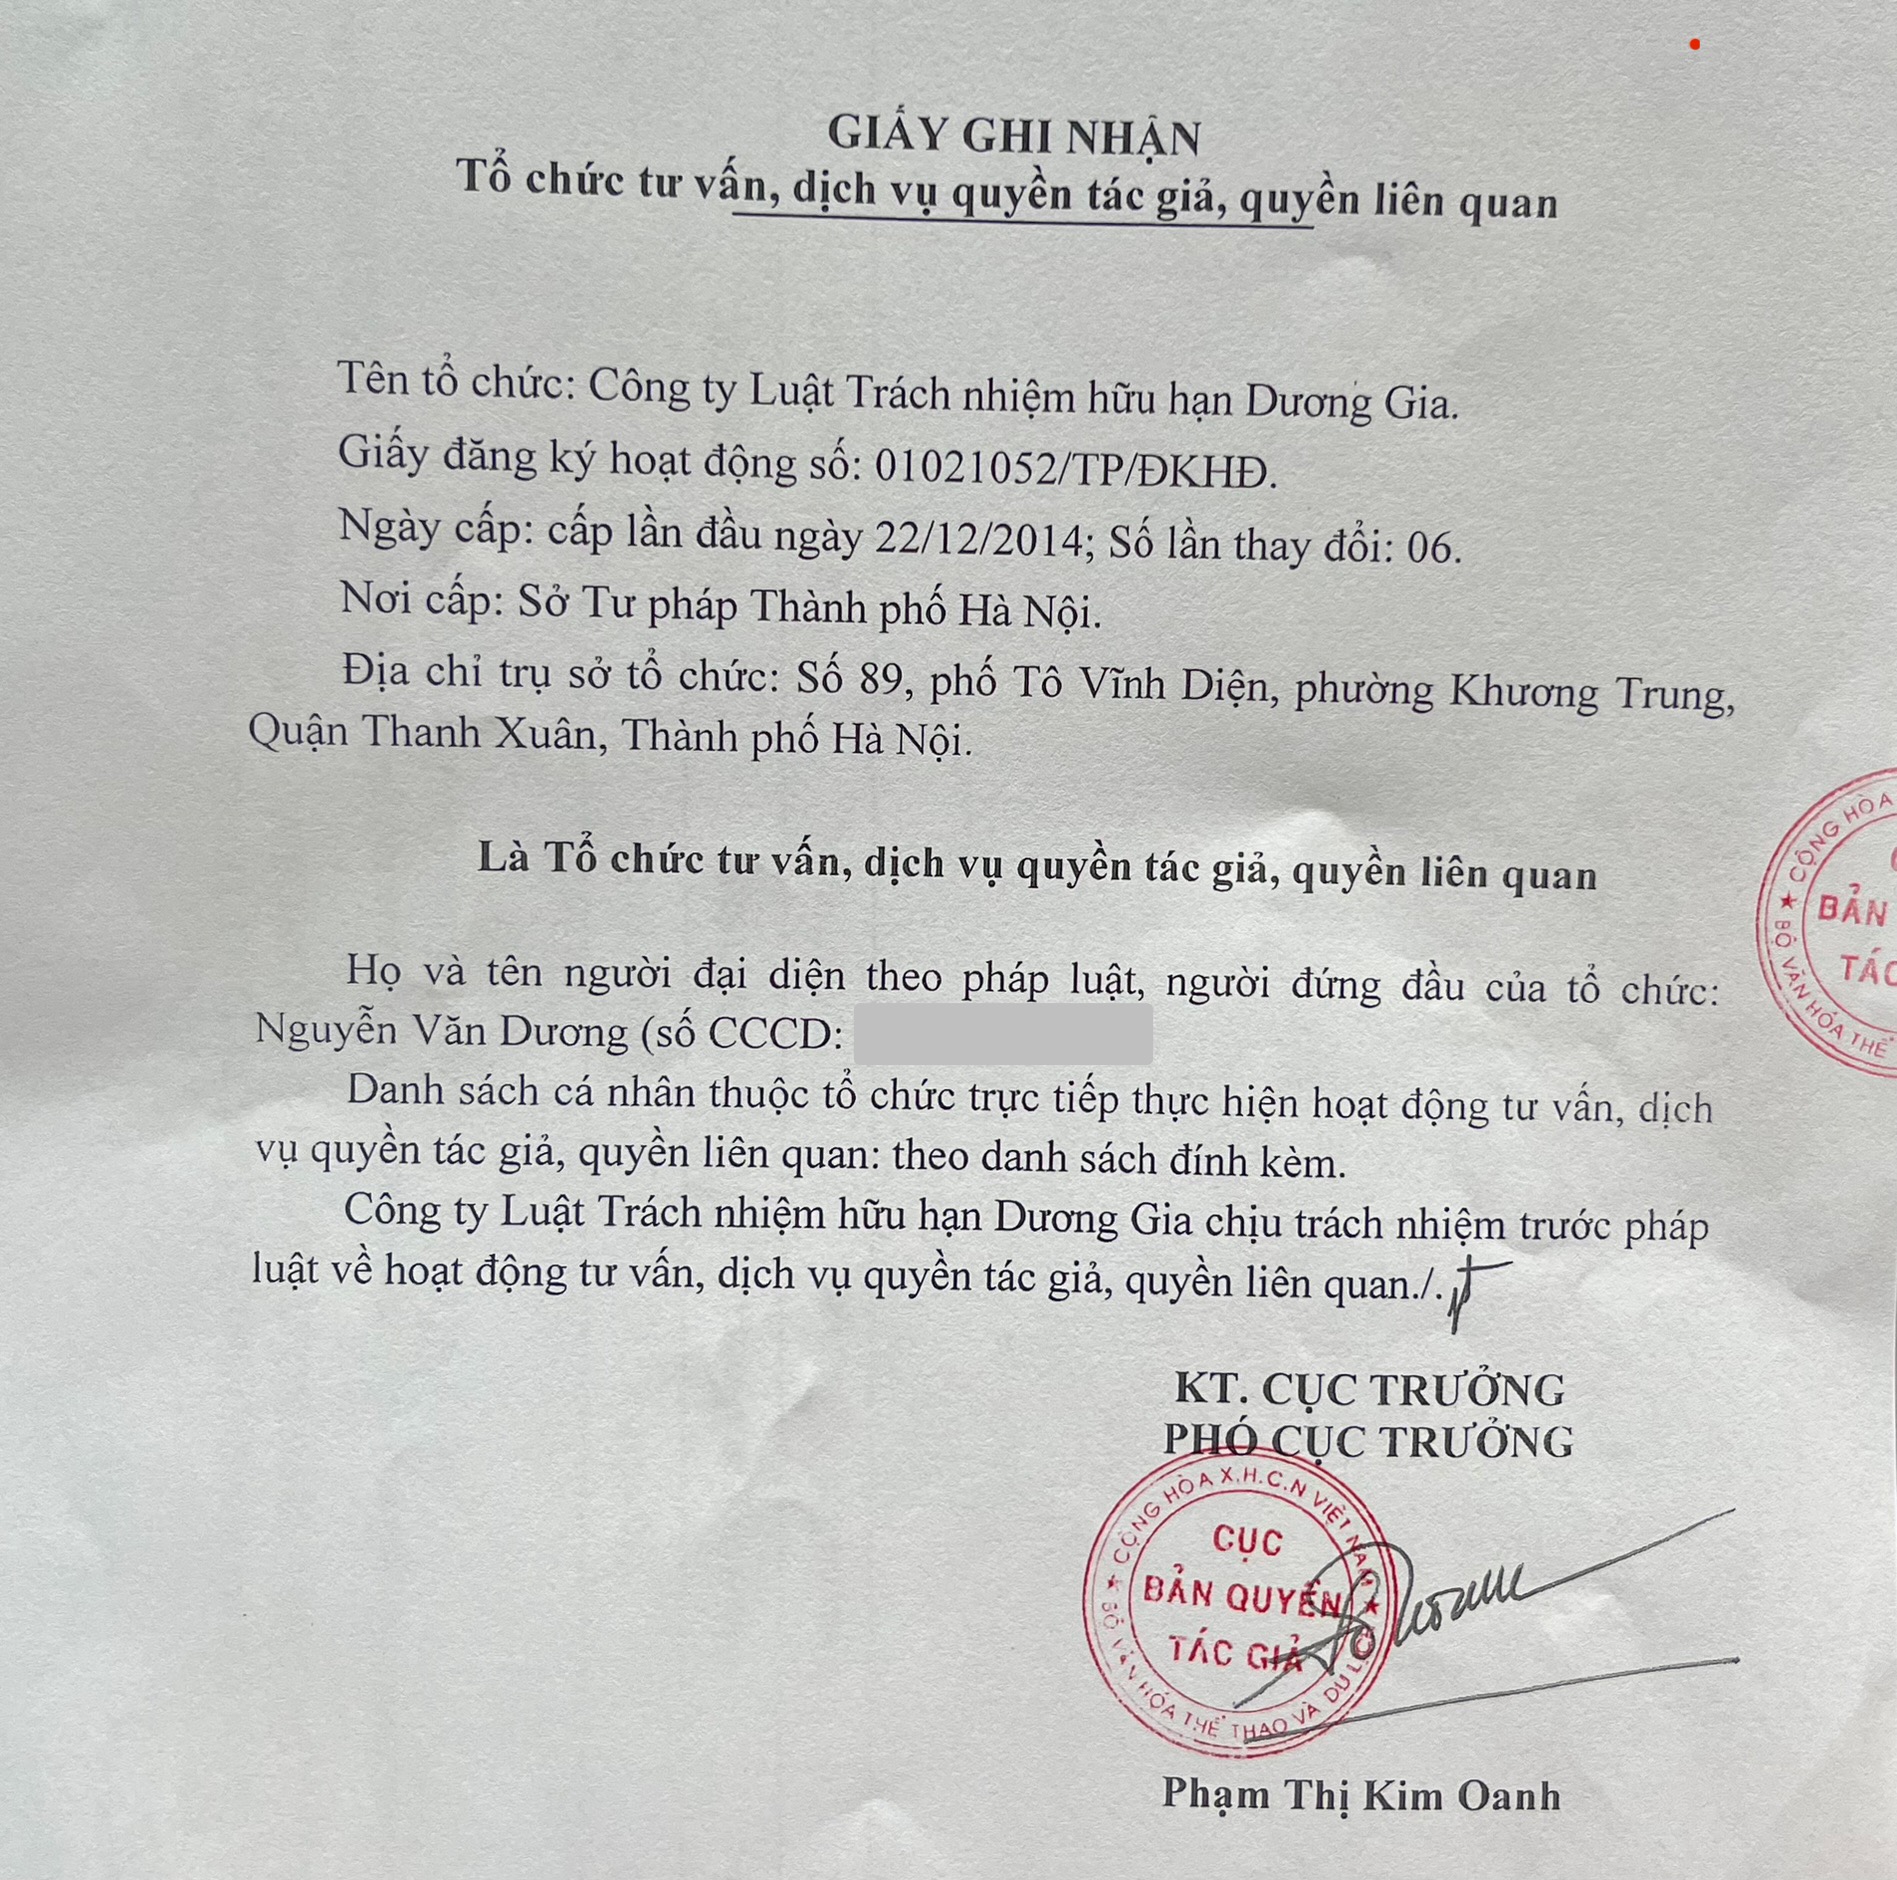 GIẤY GHI NHẬN
Tổ chức tư vấn, dịch vụ quyền tác giả, quyền liên quan
Tên tổ chức: Công ty Luật Trách nhiệm hữu hạn Dương Gia.
Giấy đăng ký hoạt động số: 01021052/TP/ĐKHĐ.
Ngày cấp: cấp lần đầu ngày 22/12/2014; Số lần thay đổi: 06.
Nơi cấp: Sở Tư pháp Thành phố Hà Nội.
Địa chỉ trụ sở tổ chức: Số 89, phố Tô Vĩnh Diện, phường Khương Trung,
Quận Thanh Xuân, Thành phố Hà Nội.
Là Tổ chức tư vấn, dịch vụ quyền tác giả, quyền liên quan
CỘNG HÒA
BẢN
TÁC
BỘ VĂN HÓA THỂ
Họ và tên người đại diện theo pháp luật, người đứng đầu của tổ chức:
Nguyễn Văn Dương (số CCCD:
Danh sách cá nhân thuộc tổ chức trực tiếp thực hiện hoạt động tư vấn, dịch
vụ quyền tác giả, quyền liên quan: theo danh sách đính kèm.
Công ty Luật Trách nhiệm hữu hạn Dương Gia chịu trách nhiệm trước pháp
luật về hoạt động tư vấn, dịch vụ quyền tác giả, quyền liên quan./.
KT. CỤC TRƯỞNG
PHÓ CỤC TRƯỞNG
CỘNG HÒA X.H.C.N VIỆT NAM
CỤC
BẢN QUYỀN
TÁC GIẢ
BỘ VĂN HÓA THỂ THAO VÀ DU LỊCH
Phạm Thị Kim Oanh